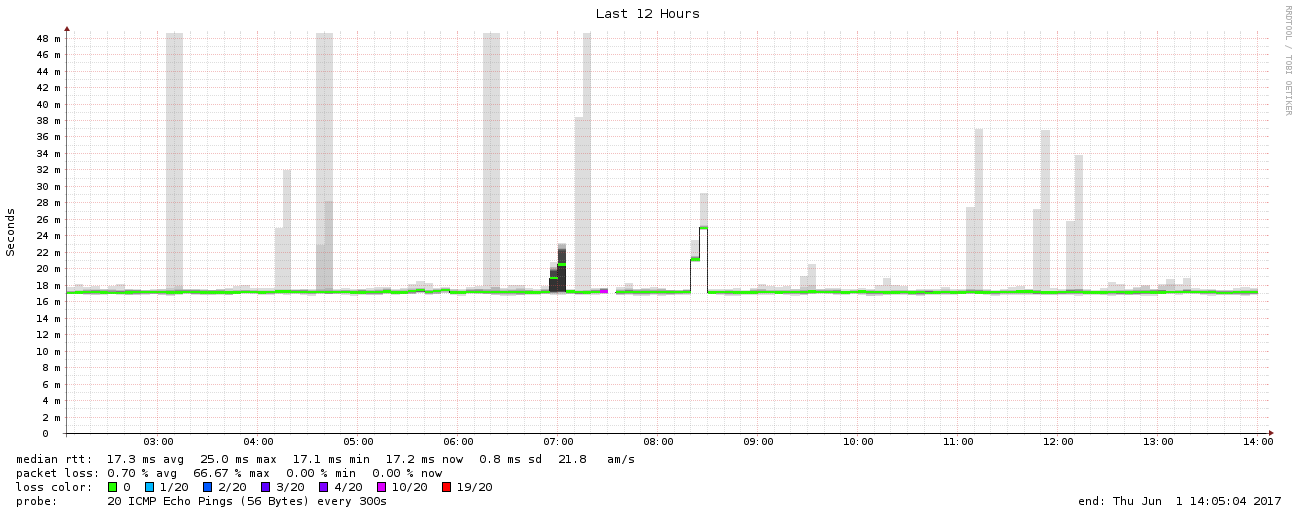 Last 12 Hours
RRDTOOL / TOBI OETIKER
Seconds
48 m
46 m
44 m
42 m
40 m
38 m
36 m
34 m
32 m
30 m
28 m
26 m
24 m
22 m
20 m
18 m
16 m
14 m
12 m
10 m
8 m
6 m
4 m
2 m
0
03:00 04:00 05:00 06:00 07:00 08:00 09:00 10:00 11:00 12:00 13:00 14:00
median rtt: 17.3 ms avg 25.0 ms max 17.1 ms min 17.2 ms now 0.8 ms sd 21.8 am/s
packet loss: 0.70 % avg 66.67 % max 0.00 % min 0.00 % now
loss color: 0 1/20 2/20 3/20 4/20 10/20 19/20
probe: 20 ICMP Echo Pings (56 Bytes) every 300s end: Thu Jun 1 14:05:04 2017